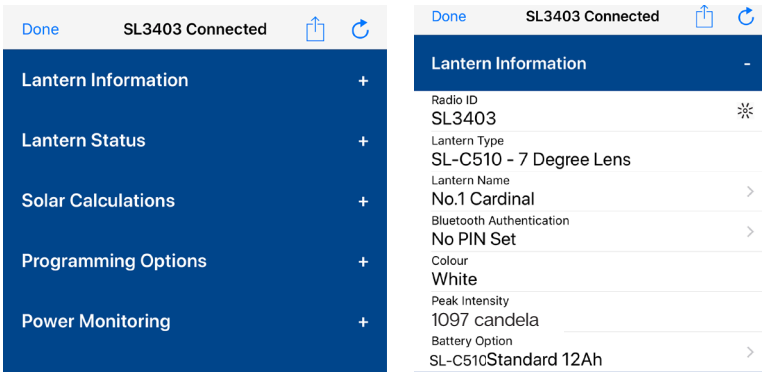 Done SL3403 Connected
Lantern Information +
Lantern Status +
Solar Calculations +
Programming Options +
Power Monitoring +
Done SL3403 Connected
Lantern Information -
Radio ID
SL3403
Lantern Type
SL-C510 - 7 Degree Lens
Lantern Name
No.1 Cardinal
Bluetooth Authentication
No PIN Set
Colour
White
Peak Intensity
1097 candela
Battery Option
SL-C510Standard 12Ah